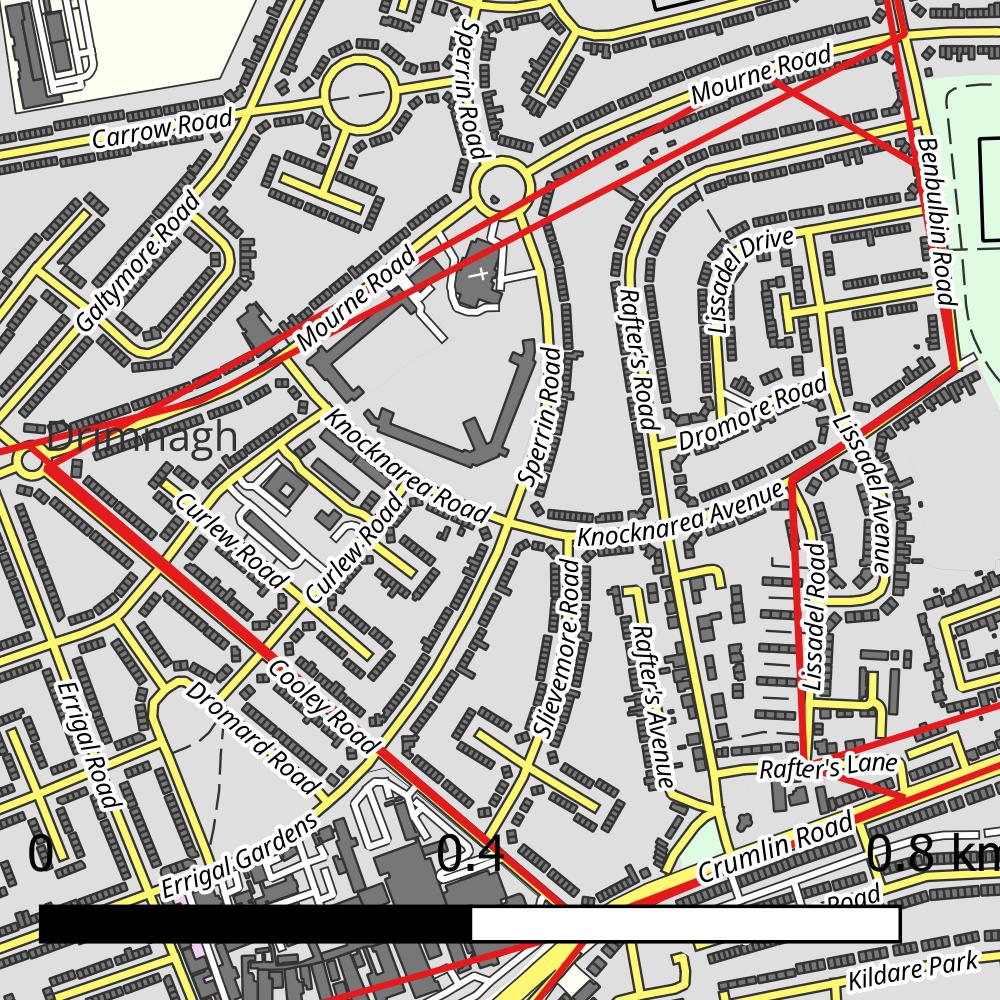 Sperrin Road
Mourne Road
Carrow Road
Benbulbin Road
Galtymore Road
Lissadel Drive
Mourne Road
Rafter's Road
Sperrin Road
Dromore Road
Drimnagh
Knocknarea Road
Lissadel Avenue
Curlew Road
Curlew Road
Knocknarea Avenue
Lissadel Road
Slievemore Road
Rafter's Avenue
Cooley Road
Errigal Road
Dromard Road
Rafter's Lane
Crumlin Road
Errigal Gardens
0 0.4 0.8 km
Road
Kildare Park